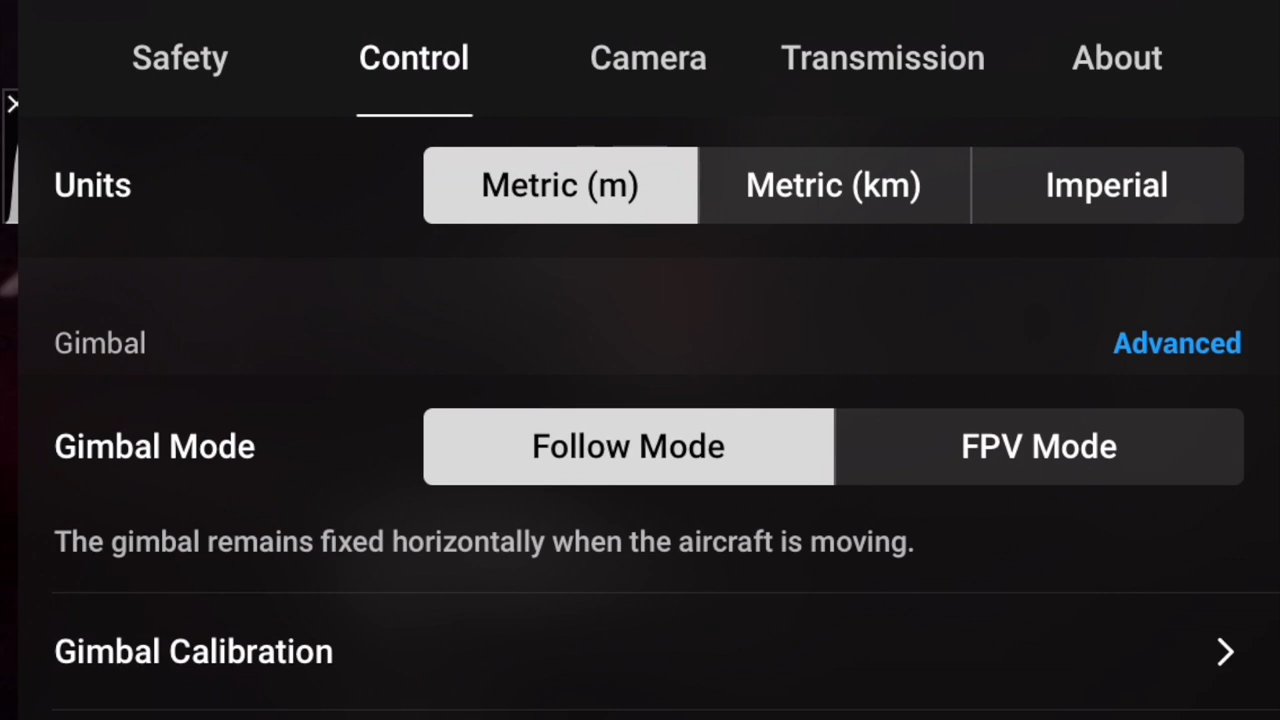 Safety Control Camera Transmission About
Units Metric (m) Metric (km) Imperial
Gimbal Advanced
Gimbal Mode Follow Mode FPV Mode
The gimbal remains fixed horizontally when the aircraft is moving.
Gimbal Calibration